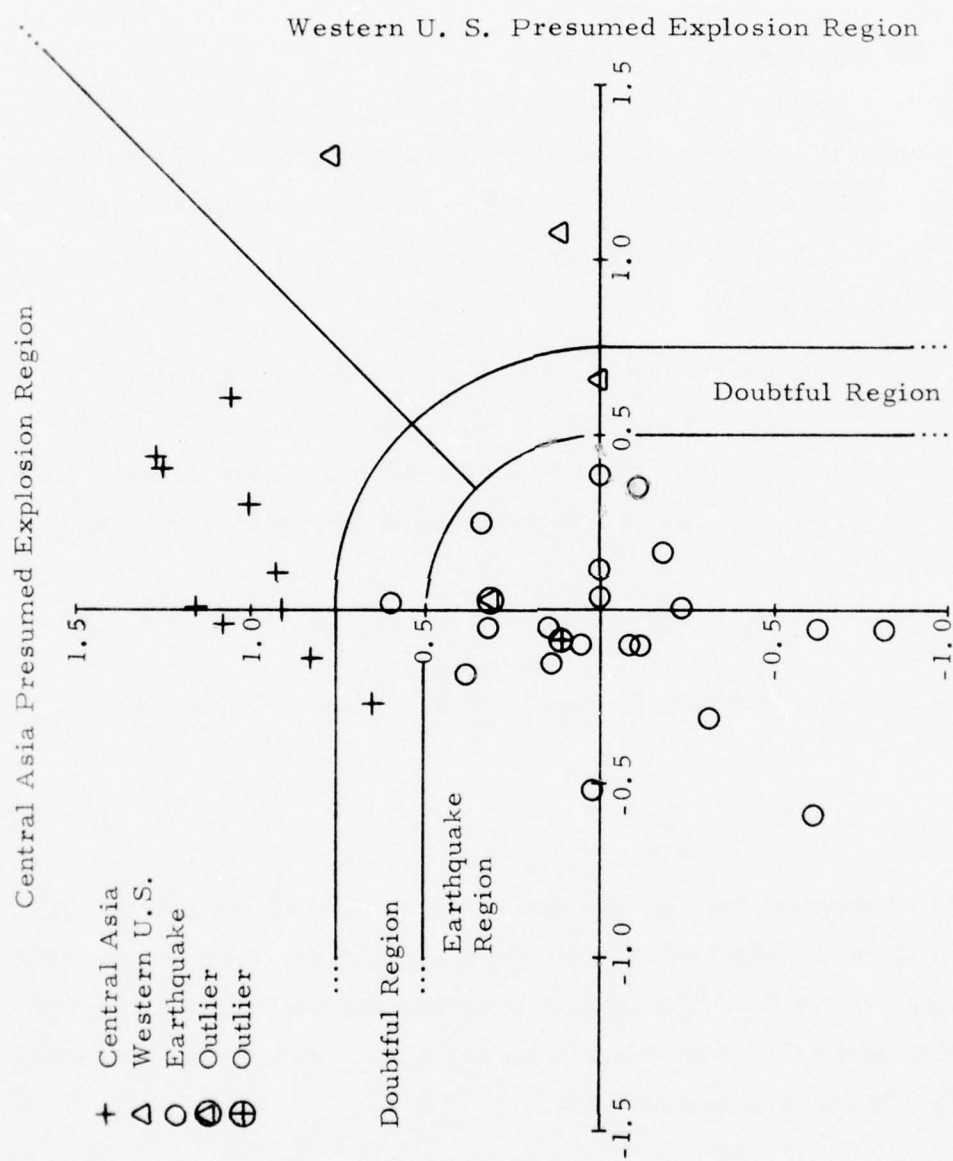 Western U. S. Presumed Explosion Region
Central Asia Presumed Explosion Region
+ Central Asia
△ Western U.S.
○ Earthquake
Outlier
⊕ Outlier
Doubtful Region
Earthquake
Region
Doubtful Region
1.5
1.0
0.5
-0.5
-1.0
1.5
1.0
0.5
-0.5
-1.0
-1.5